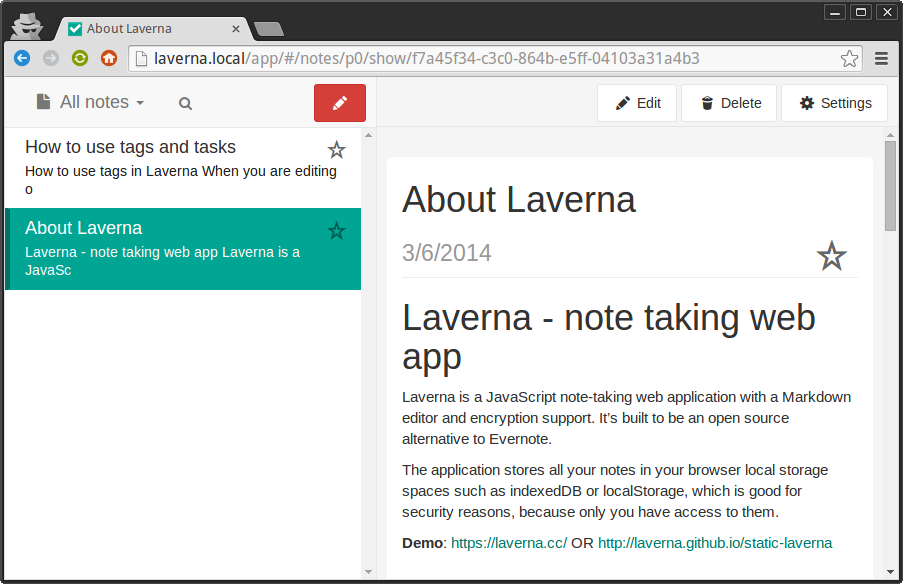 About Laverna
laverna.local/app/#/notes/p0/show/f7a45f34-c3c0-864b-e5ff-04103a31a4b3
All notes
Edit
Delete
Settings
How to use tags and tasks
How to use tags in Laverna When you are editing
o
About Laverna
Laverna - note taking web app Laverna is a
JavaSc
About Laverna
3/6/2014
Laverna - note taking web
app
Laverna is a JavaScript note-taking web application with a Markdown
editor and encryption support. It's built to be an open source
alternative to Evernote.
The application stores all your notes in your browser local storage
spaces such as indexedDB or localStorage, which is good for
security reasons, because only you have access to them.
Demo: https://laverna.cc/ OR http://laverna.github.io/static-laverna